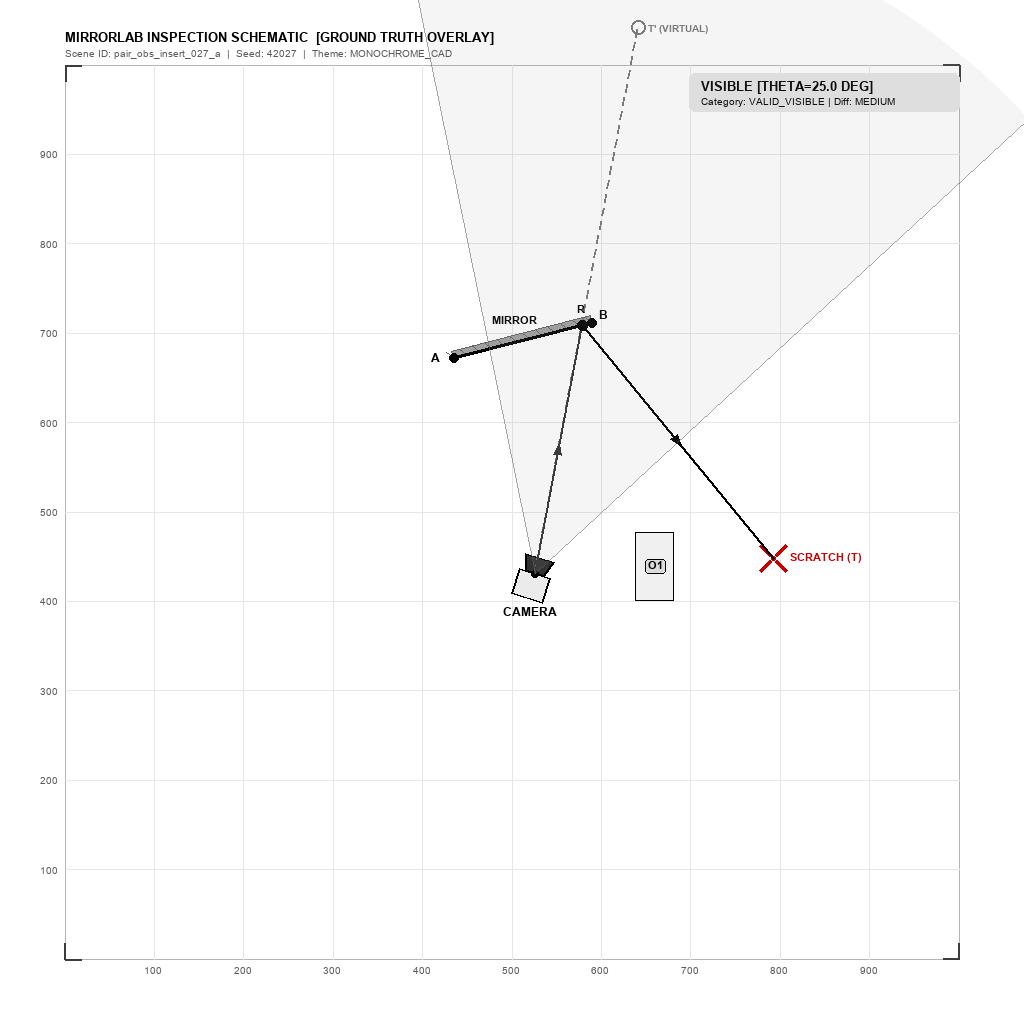 MIRRORLAB INSPECTION SCHEMATIC [GROUND TRUTH OVERLAY]
Scene ID: pair_obs_insert_027_a | Seed: 42027 | Theme: MONOCHROME_CAD
T' (VIRTUAL)
VISIBLE [THETA=25.0 DEG]
Category: VALID_VISIBLE | Diff: MEDIUM
900
800
700
600
500
400
300
200
100
R
B
MIRROR
A
O1
SCRATCH (T)
CAMERA
100 200 300 400 500 600 700 800 900